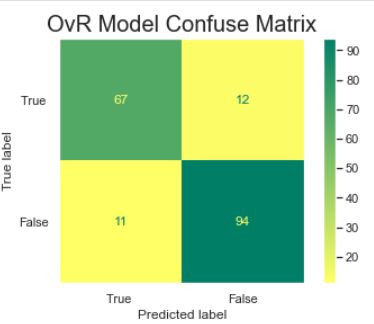 OvR Model Confuse Matrix
90
80
True
67
12
70
60
True label
50
40
False
11
94
30
20
True
False
Predicted label